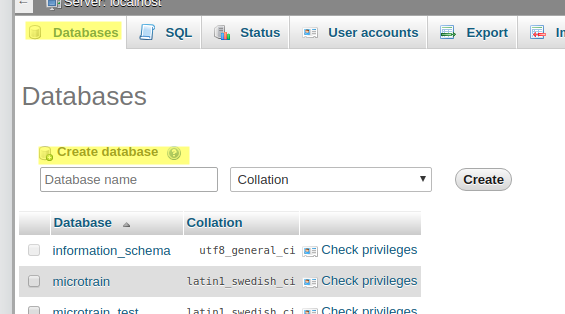 Server: localhost
Databases SQL Status User accounts Export
Databases
Create database
Database name Collation Create
Database Collation
information_schema utf8_general_ci Check privileges
microtrain latin1_swedish_ci Check privileges
microtrain_test latin1_swedish_ci Check privileges